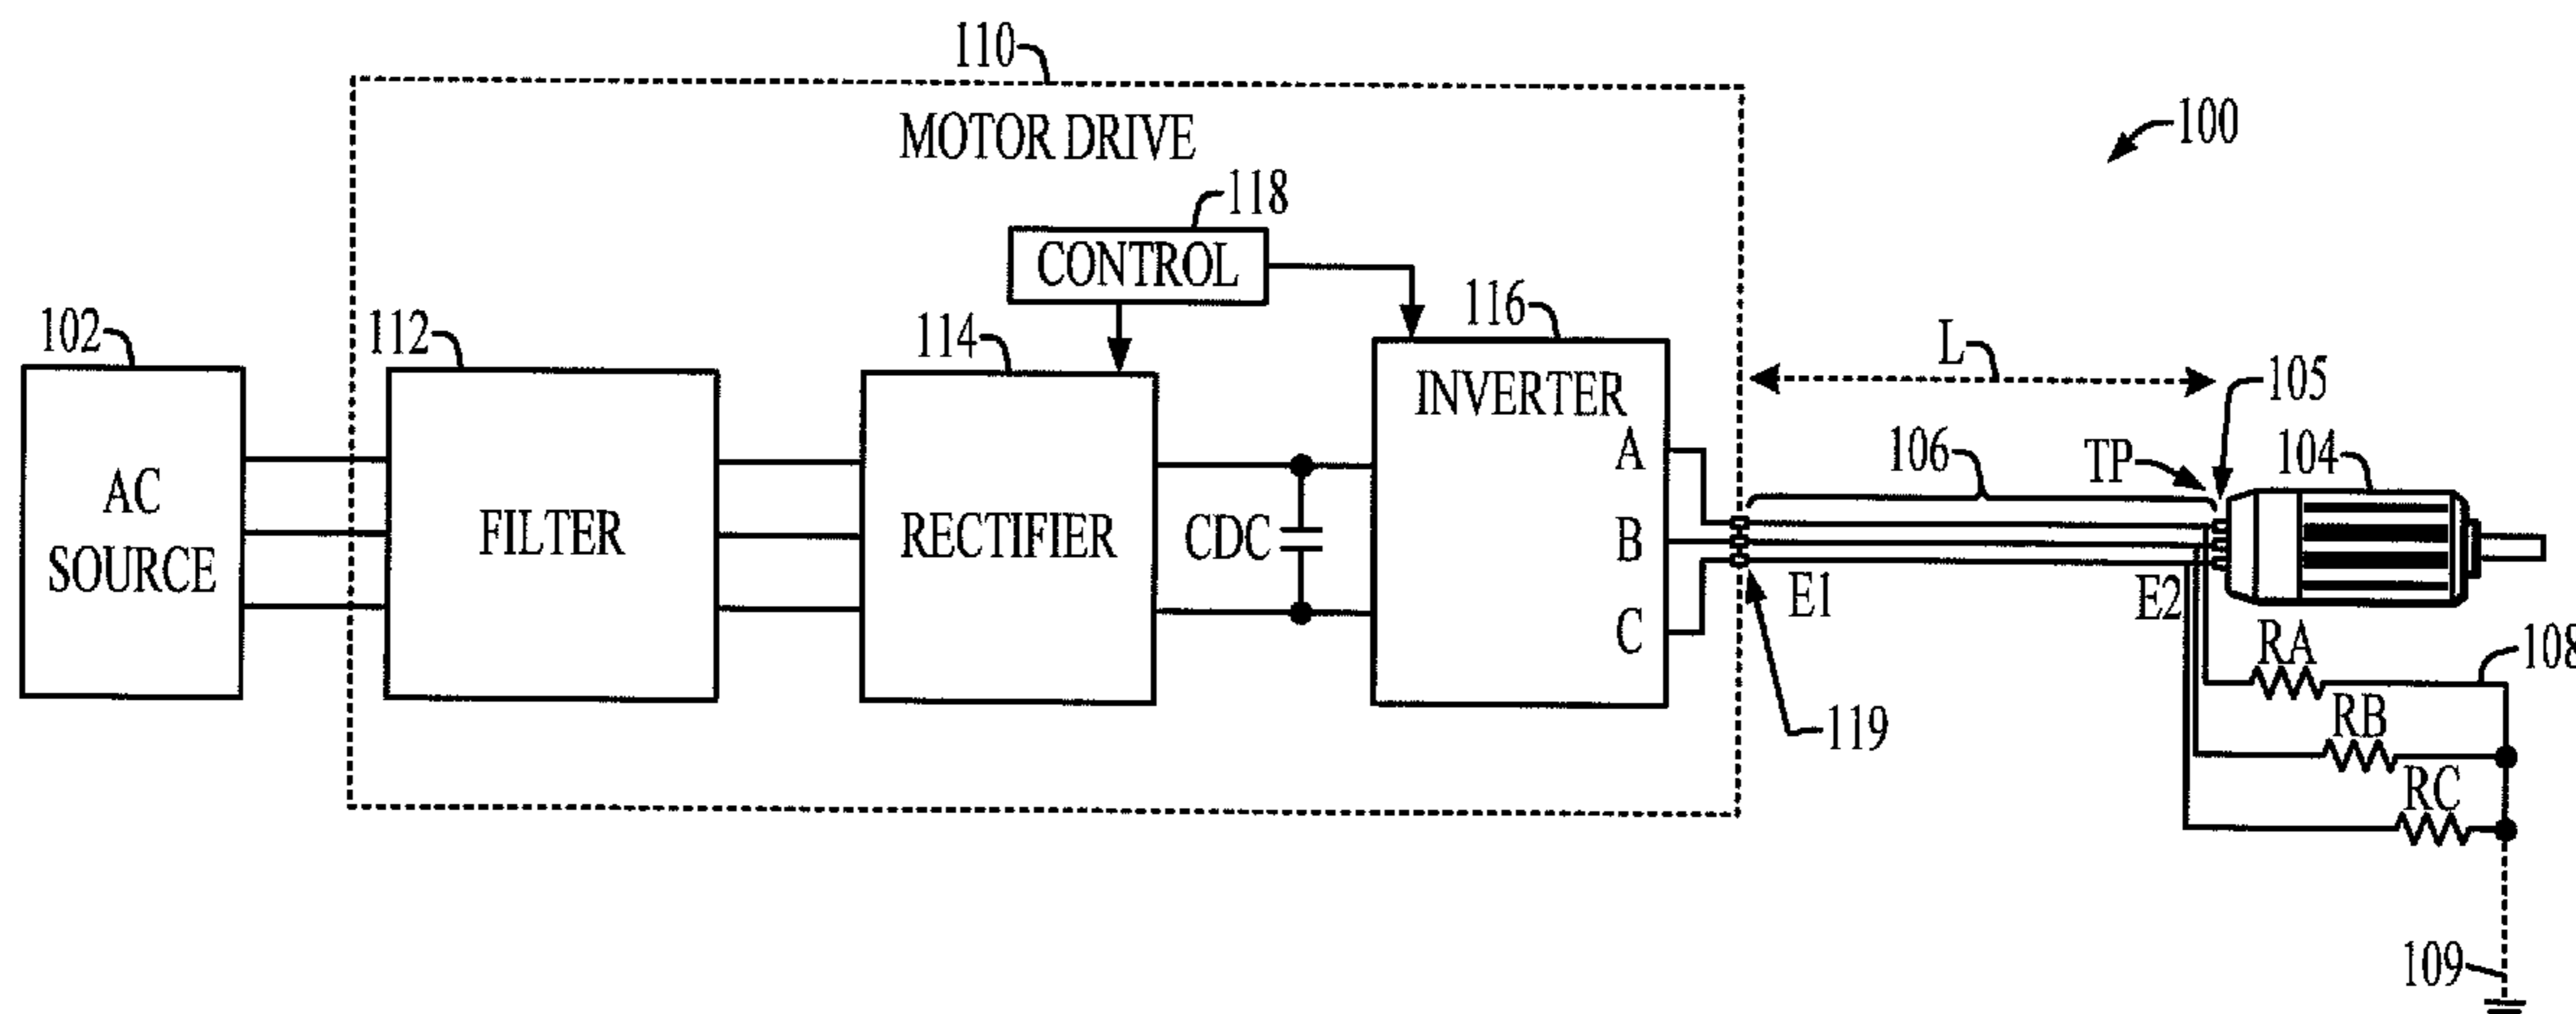 110
MOTOR DRIVE
100
118
CONTROL
102
112
114
116
L
105
AC
SOURCE
FILTER
RECTIFIER
CDC
INVERTER
A
B
C
106
TP
104
E1
E2
119
RA
108
RB
RC
109